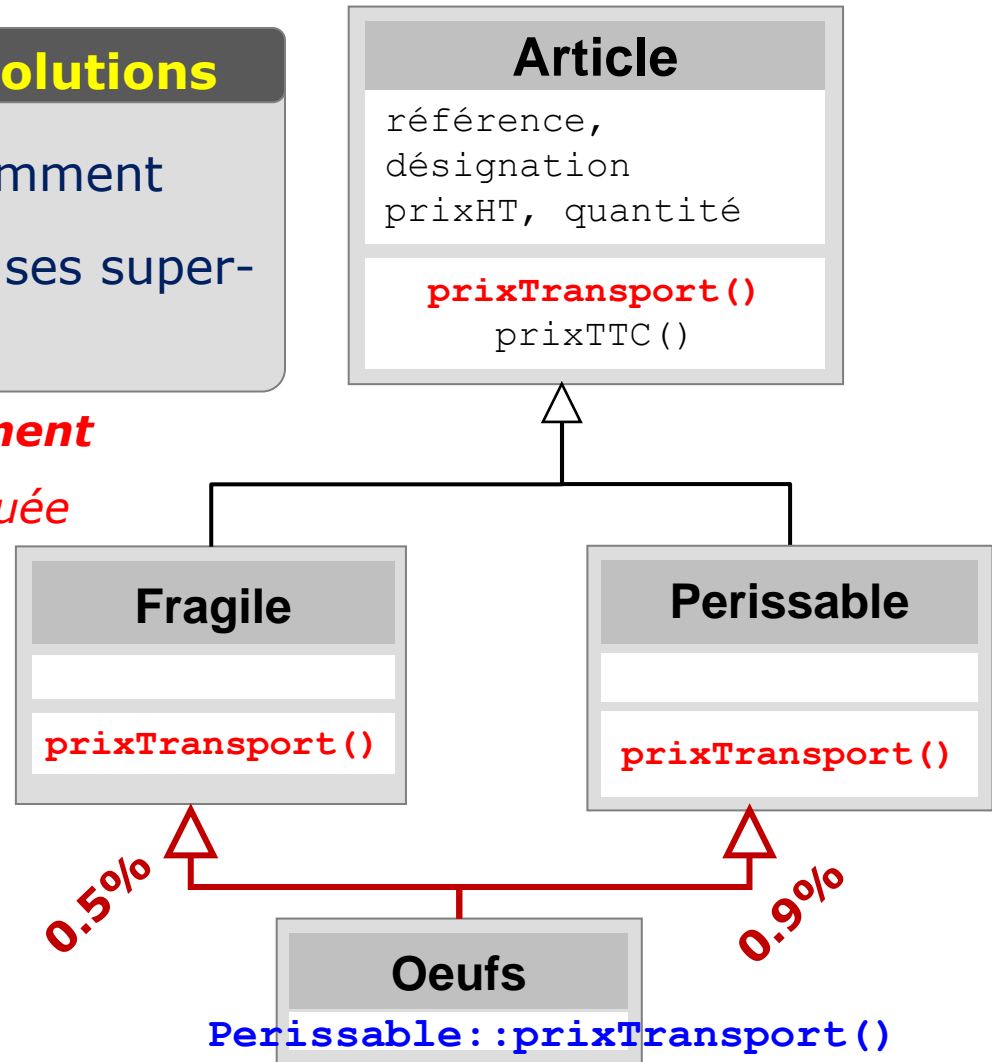 olutions
mment
ses super-
ment
uée
Article
référence,
désignation
prixHT, quantité
prixTransport()
prixTTC()
Fragile
prixTransport()
Perissable
prixTransport()
0.5%
0.9%
Oeufs
Perissable::prixTransport()